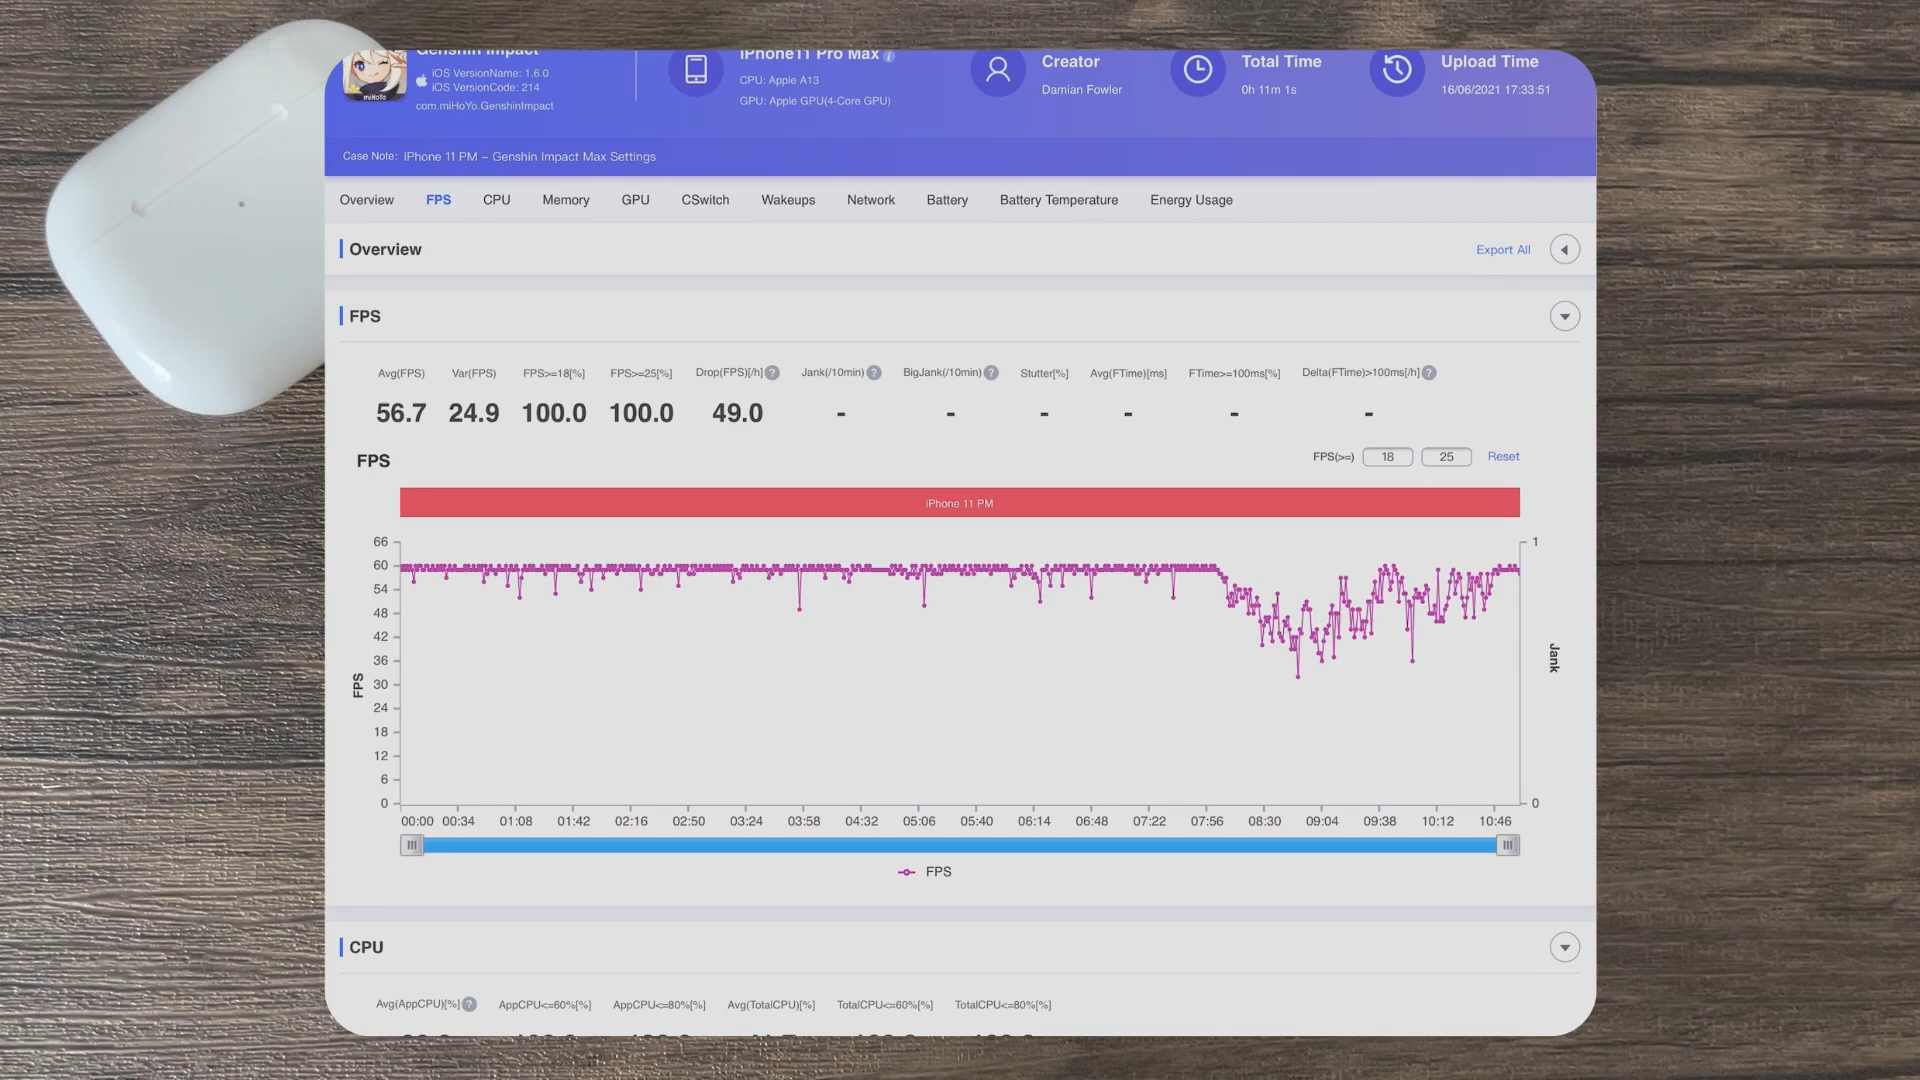 Genshin Impact
iOS VersionName: 1.6.0
iOS VersionCode: 214
com.miHoYo.GenshinImpact
miHoYo
iPhone11 Pro Max
CPU: Apple A13
GPU: Apple GPU(4-Core GPU)
Creator
Damian Fowler
Total Time
0h 11m 1s
Upload Time
16/06/2021 17:33:51
Case Note: iPhone 11 PM – Genshin Impact Max Settings
Overview FPS CPU Memory GPU CSwitch Wakeups Network Battery Battery Temperature Energy Usage
Overview Export All
FPS
Avg(FPS) Var(FPS) FPS>=18[%] FPS>=25[%] Drop(FPS)[/h] Jank(/10min) BigJank(/10min) Stutter[%] Avg(FTime)[ms] FTime>=100ms[%] Delta(FTime)>100ms[/h]
56.7 24.9 100.0 100.0 49.0 - - - - - -
FPS FPS(>=) 18 25 Reset
iPhone 11 PM
66 1
60
54
48
42
36
30
24
18
12
6
0 0
FPS
Jank
00:00 00:34 01:08 01:42 02:16 02:50 03:24 03:58 04:32 05:06 05:40 06:14 06:48 07:22 07:56 08:30 09:04 09:38 10:12 10:46
FPS
CPU
Avg(AppCPU)[%] AppCPU<=60%[%] AppCPU<=80%[%] Avg(TotalCPU)[%] TotalCPU<=60%[%] TotalCPU<=80%[%]